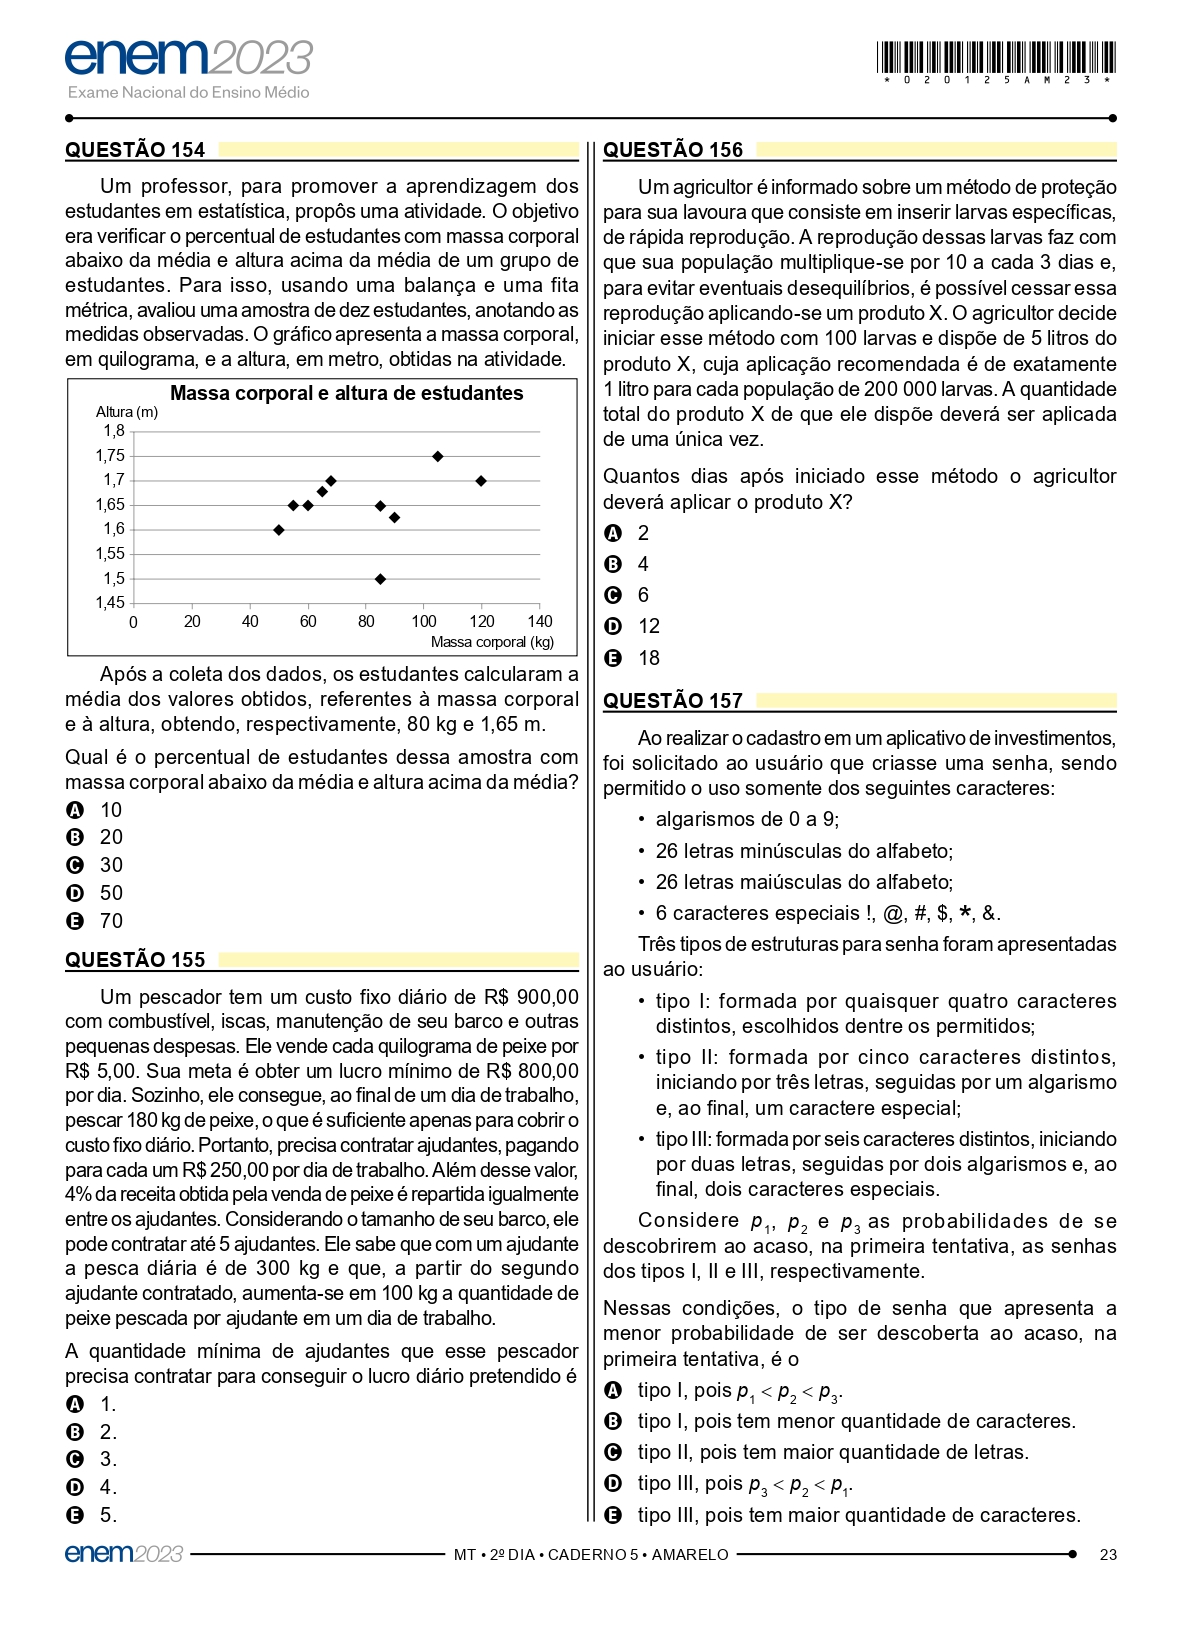 enem2023
Exame Nacional do Ensino Médio
*020125AM23*
QUESTÃO 154
Um professor, para promover a aprendizagem dos
estudantes em estatística, propôs uma atividade. O objetivo
era verificar o percentual de estudantes com massa corporal
abaixo da média e altura acima da média de um grupo de
estudantes. Para isso, usando uma balança e uma fita
métrica, avaliou uma amostra de dez estudantes, anotando as
medidas observadas. O gráfico apresenta a massa corporal,
em quilograma, e a altura, em metro, obtidas na atividade.
Massa corporal e altura de estudantes
Altura (m)
1,8
1,75
1,7
1,65
1,6
1,55
1,5
1,45
0 20 40 60 80 100 120 140
Massa corporal (kg)
Após a coleta dos dados, os estudantes calcularam a
média dos valores obtidos, referentes à massa corporal
e à altura, obtendo, respectivamente, 80 kg e 1,65 m.
Qual é o percentual de estudantes dessa amostra com
massa corporal abaixo da média e altura acima da média?
A 10
B 20
C 30
D 50
E 70
QUESTÃO 155
Um pescador tem um custo fixo diário de R$ 900,00
com combustível, iscas, manutenção de seu barco e outras
pequenas despesas. Ele vende cada quilograma de peixe por
R$ 5,00. Sua meta é obter um lucro mínimo de R$ 800,00
por dia. Sozinho, ele consegue, ao final de um dia de trabalho,
pescar 180 kg de peixe, o que é suficiente apenas para cobrir o
custo fixo diário. Portanto, precisa contratar ajudantes, pagando
para cada um R$ 250,00 por dia de trabalho. Além desse valor,
4% da receita obtida pela venda de peixe é repartida igualmente
entre os ajudantes. Considerando o tamanho de seu barco, ele
pode contratar até 5 ajudantes. Ele sabe que com um ajudante
a pesca diária é de 300 kg e que, a partir do segundo
ajudante contratado, aumenta-se em 100 kg a quantidade de
peixe pescada por ajudante em um dia de trabalho.
A quantidade mínima de ajudantes que esse pescador
precisa contratar para conseguir o lucro diário pretendido é
A 1.
B 2.
C 3.
D 4.
E 5.
QUESTÃO 156
Um agricultor é informado sobre um método de proteção
para sua lavoura que consiste em inserir larvas específicas,
de rápida reprodução. A reprodução dessas larvas faz com
que sua população multiplique-se por 10 a cada 3 dias e,
para evitar eventuais desequilíbrios, é possível cessar essa
reprodução aplicando-se um produto X. O agricultor decide
iniciar esse método com 100 larvas e dispõe de 5 litros do
produto X, cuja aplicação recomendada é de exatamente
1 litro para cada população de 200 000 larvas. A quantidade
total do produto X de que ele dispõe deverá ser aplicada
de uma única vez.
Quantos dias após iniciado esse método o agricultor
deverá aplicar o produto X?
A 2
B 4
C 6
D 12
E 18
QUESTÃO 157
Ao realizar o cadastro em um aplicativo de investimentos,
foi solicitado ao usuário que criasse uma senha, sendo
permitido o uso somente dos seguintes caracteres:
• algarismos de 0 a 9;
• 26 letras minúsculas do alfabeto;
• 26 letras maiúsculas do alfabeto;
• 6 caracteres especiais !, @, #, $, *, &.
Três tipos de estruturas para senha foram apresentadas
ao usuário:
• tipo I: formada por quaisquer quatro caracteres
distintos, escolhidos dentre os permitidos;
• tipo II: formada por cinco caracteres distintos,
iniciando por três letras, seguidas por um algarismo
e, ao final, um caractere especial;
• tipo III: formada por seis caracteres distintos, iniciando
por duas letras, seguidas por dois algarismos e, ao
final, dois caracteres especiais.
Considere p1, p2 e p3 as probabilidades de se
descobrirem ao acaso, na primeira tentativa, as senhas
dos tipos I, II e III, respectivamente.
Nessas condições, o tipo de senha que apresenta a
menor probabilidade de ser descoberta ao acaso, na
primeira tentativa, é o
A tipo I, pois p1 < p2 < p3.
B tipo I, pois tem menor quantidade de caracteres.
C tipo II, pois tem maior quantidade de letras.
D tipo III, pois p3 < p2 < p1.
E tipo III, pois tem maior quantidade de caracteres.
enem2023 MT • 2º DIA • CADERNO 5 • AMARELO 23